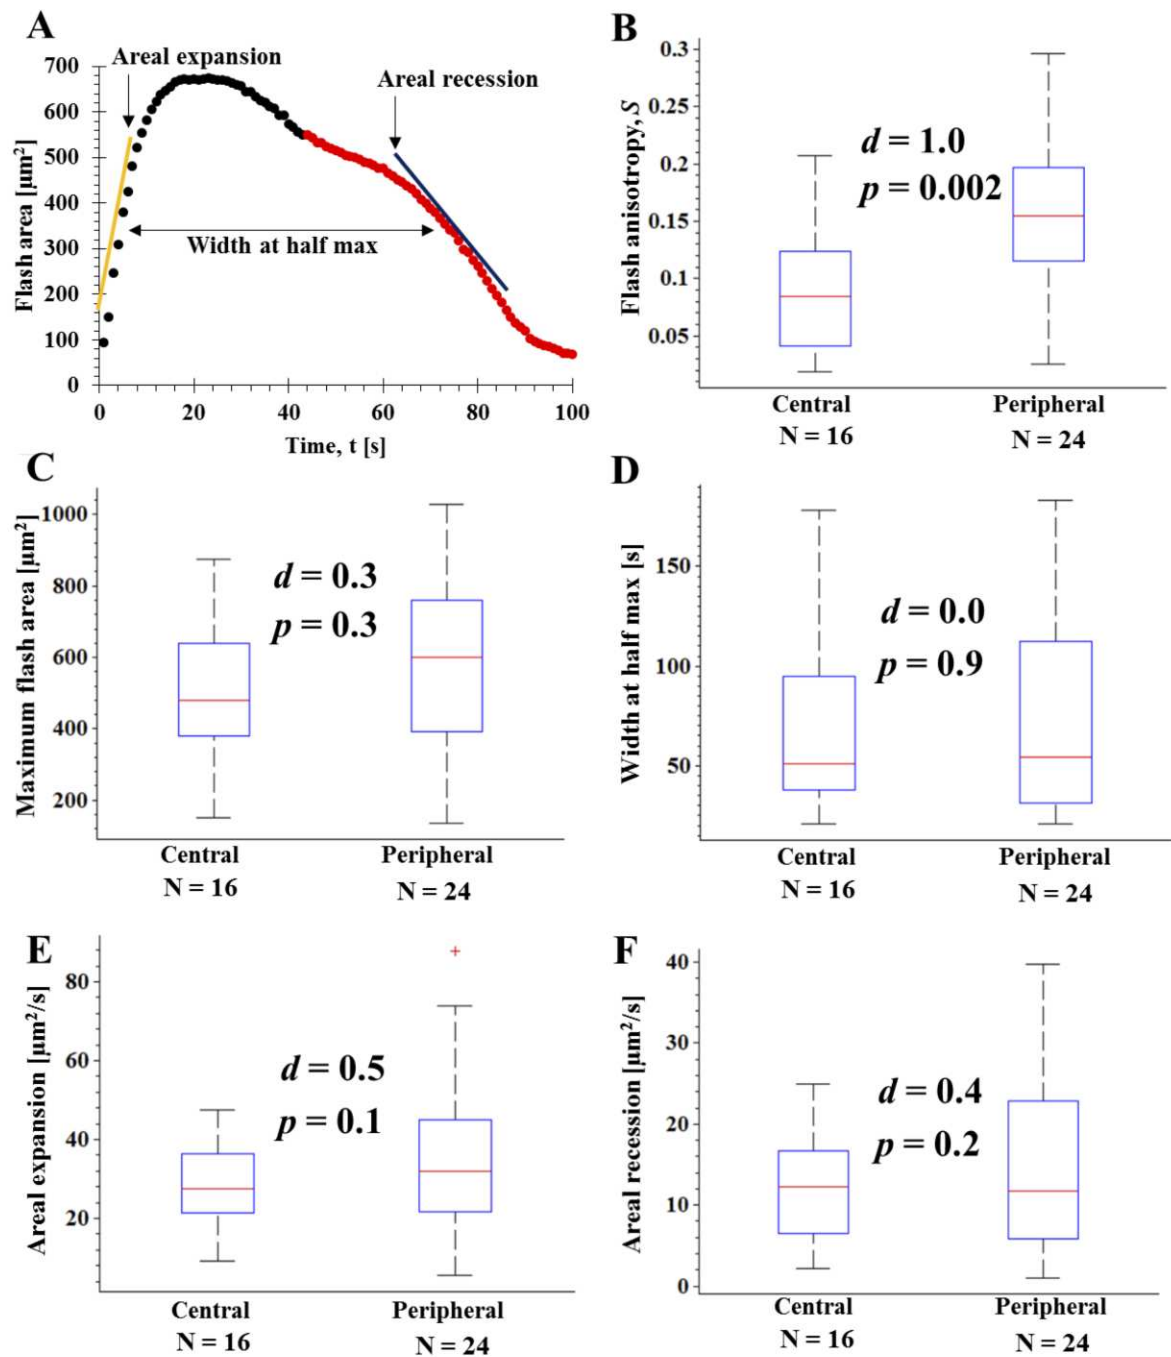 A
Areal expansion
Areal recession
Flash area [µm²]
700
600
500
400
300
200
100
0
Width at half max
0 20 40 60 80 100
Time, t [s]
B
Flash anisotropy, S
0.3
0.25
0.2
0.15
0.1
0.05
d = 1.0
p = 0.002
Central Peripheral
N = 16 N = 24
C
Maximum flash area [µm²]
1000
800
600
400
200
d = 0.3
p = 0.3
Central Peripheral
N = 16 N = 24
D
Width at half max [s]
150
100
50
d = 0.0
p = 0.9
Central Peripheral
N = 16 N = 24
E
Areal expansion [µm²/s]
80
60
40
20
d = 0.5
p = 0.1
Central Peripheral
N = 16 N = 24
F
Areal recession [µm²/s]
40
30
20
10
0
d = 0.4
p = 0.2
Central Peripheral
N = 16 N = 24